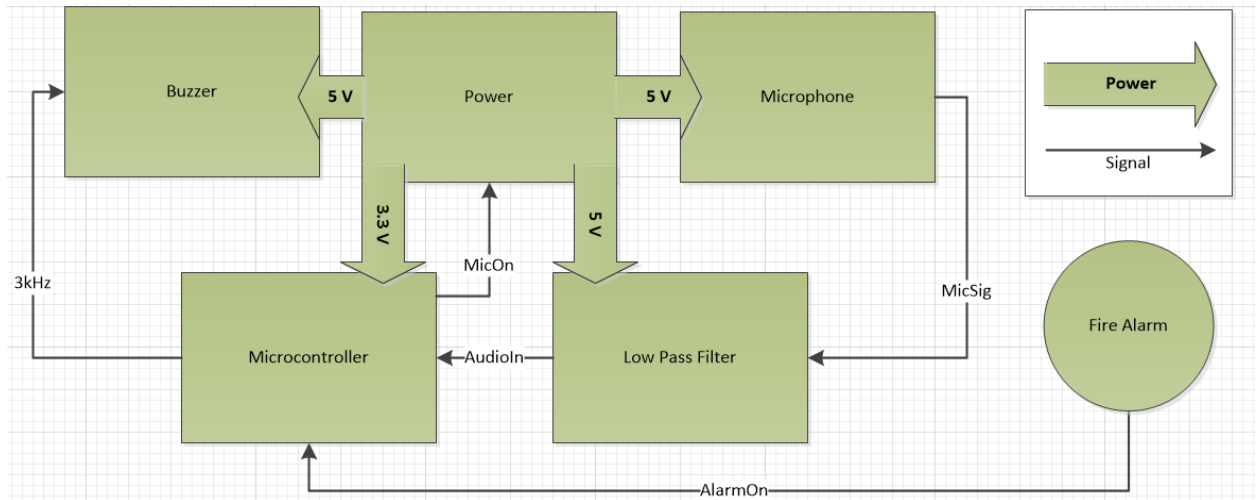 Buzzer
5 V
Power
5 V
Microphone
Power
Signal
3.3 V
5 V
MicOn
3kHz
MicSig
Fire Alarm
Microcontroller
AudioIn
Low Pass Filter
AlarmOn